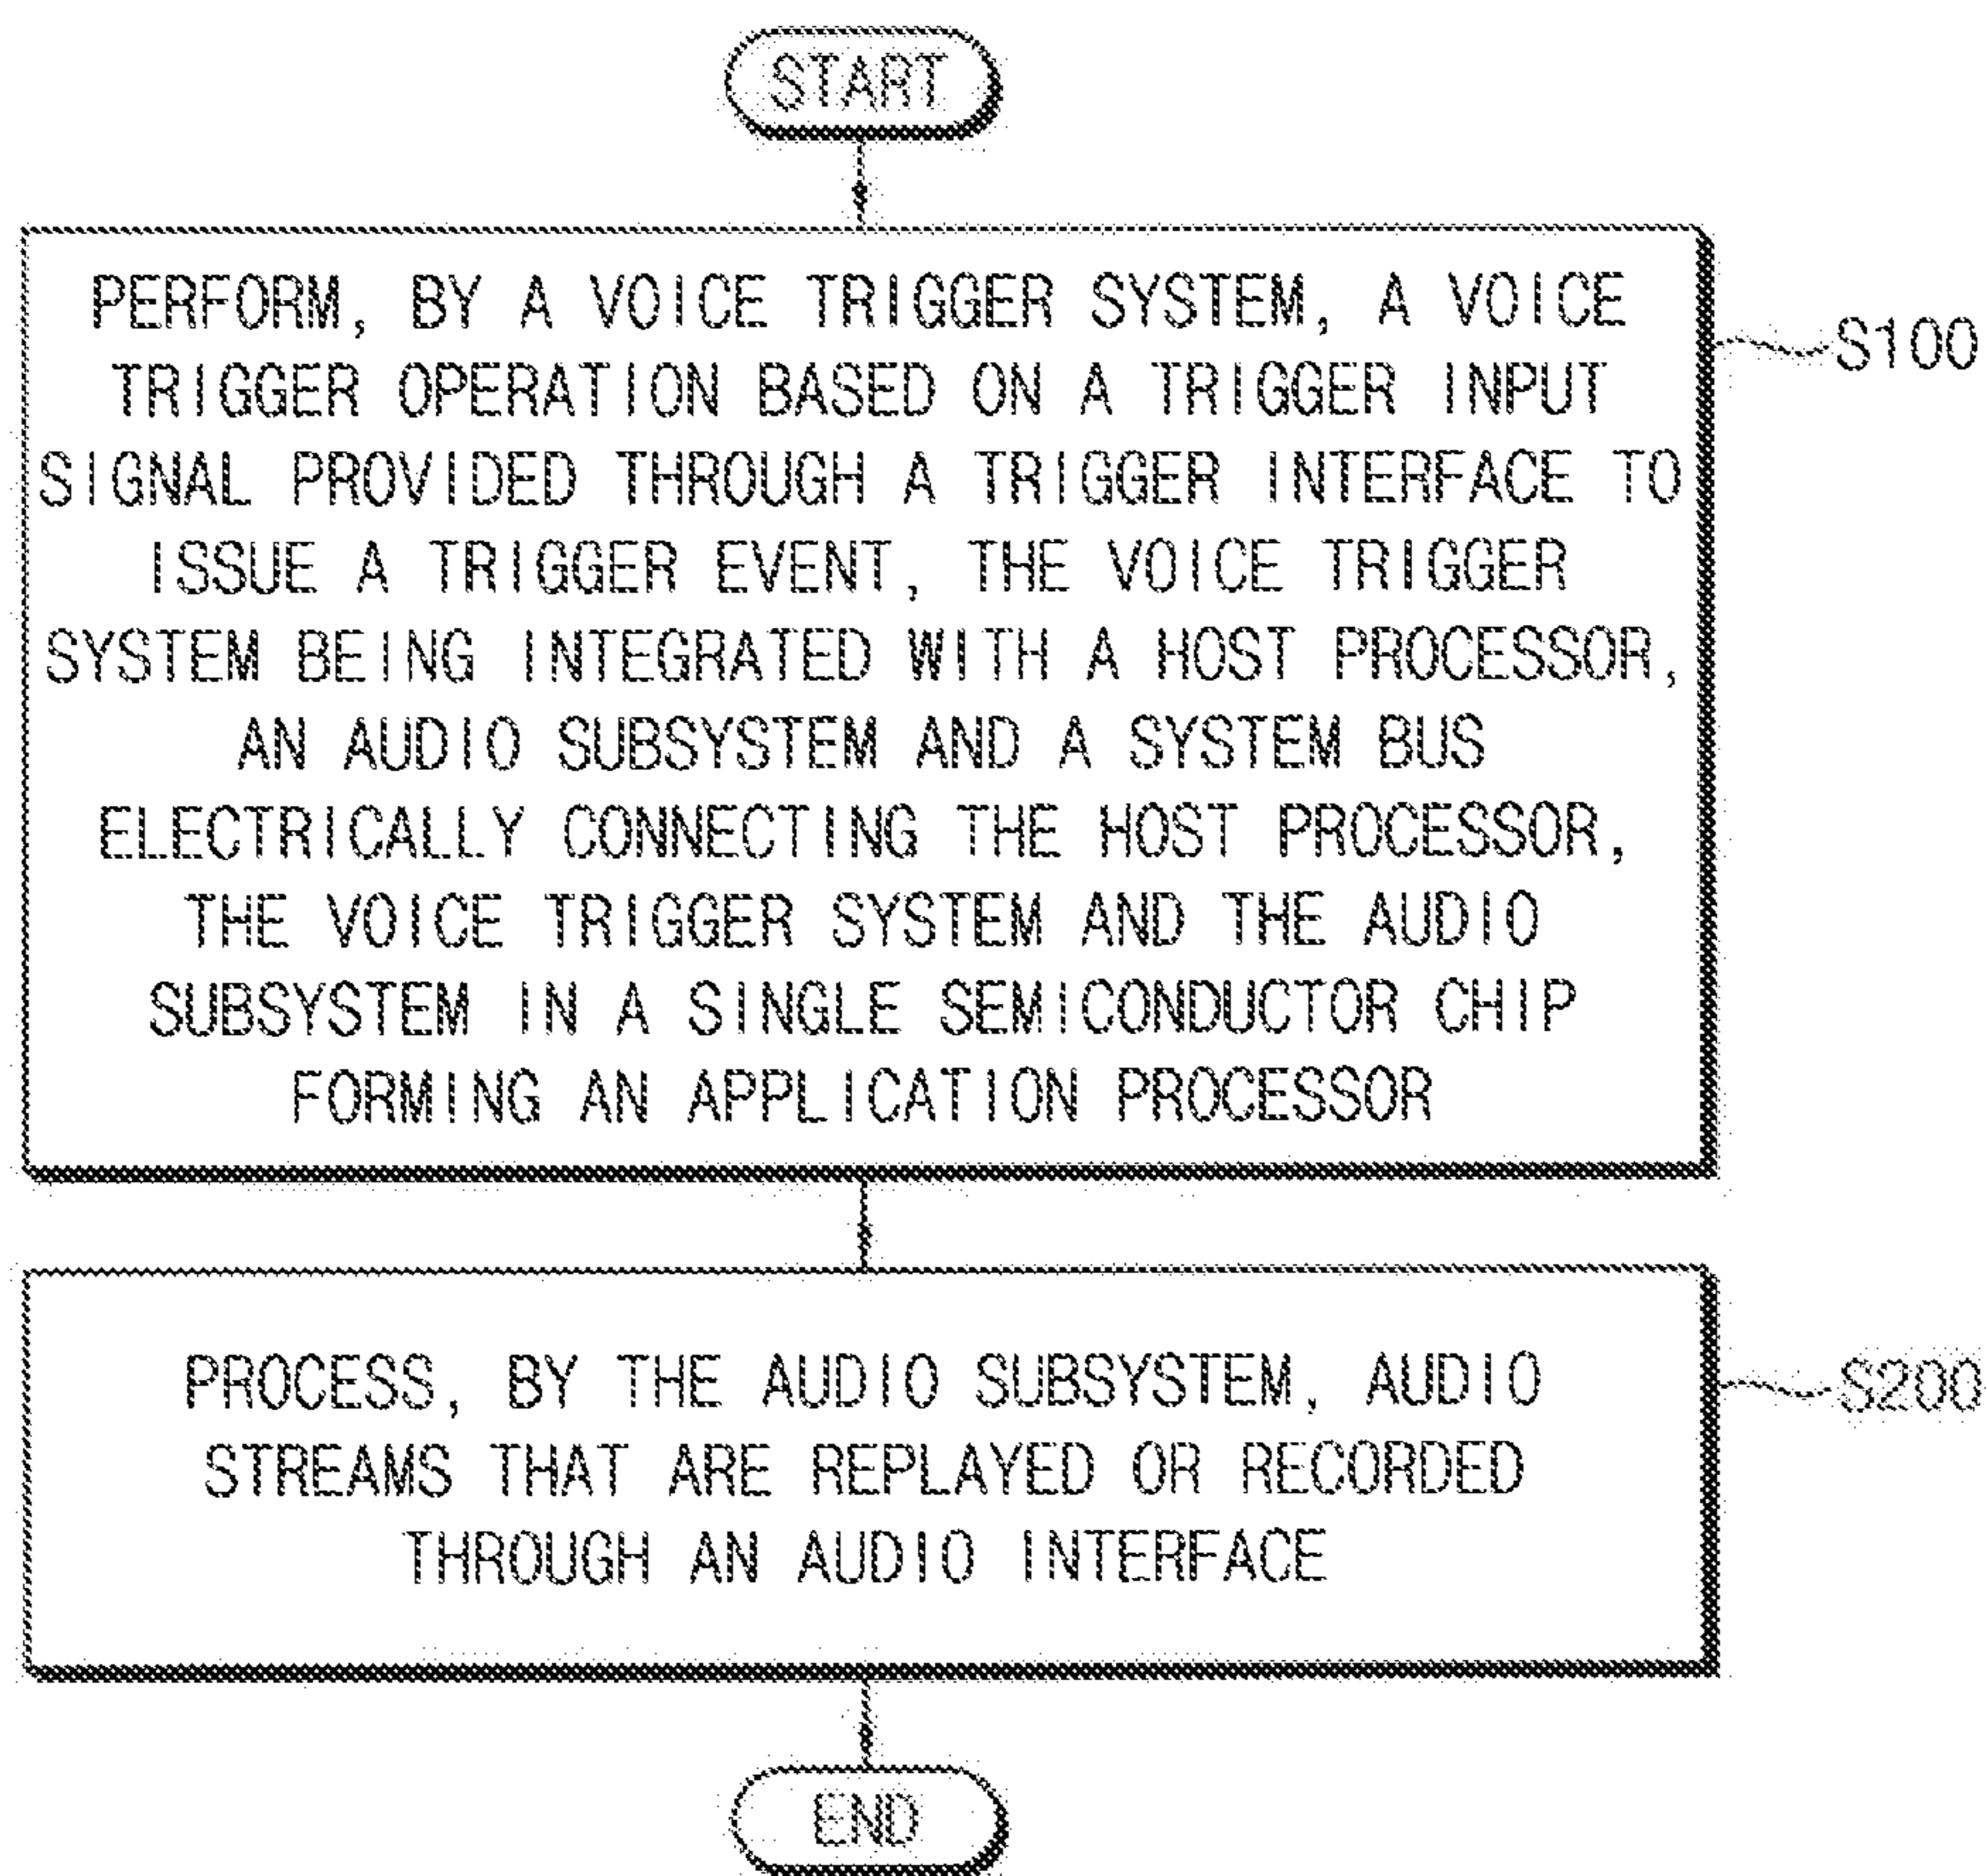 START
PERFORM, BY A VOICE TRIGGER SYSTEM, A VOICE
TRIGGER OPERATION BASED ON A TRIGGER INPUT
SIGNAL PROVIDED THROUGH A TRIGGER INTERFACE TO
ISSUE A TRIGGER EVENT, THE VOICE TRIGGER
SYSTEM BEING INTEGRATED WITH A HOST PROCESSOR,
AN AUDIO SUBSYSTEM AND A SYSTEM BUS
ELECTRICALLY CONNECTING THE HOST PROCESSOR,
THE VOICE TRIGGER SYSTEM AND THE AUDIO
SUBSYSTEM IN A SINGLE SEMICONDUCTOR CHIP
FORMING AN APPLICATION PROCESSOR
S100
PROCESS, BY THE AUDIO SUBSYSTEM, AUDIO
STREAMS THAT ARE REPLAYED OR RECORDED
THROUGH AN AUDIO INTERFACE
S200
END